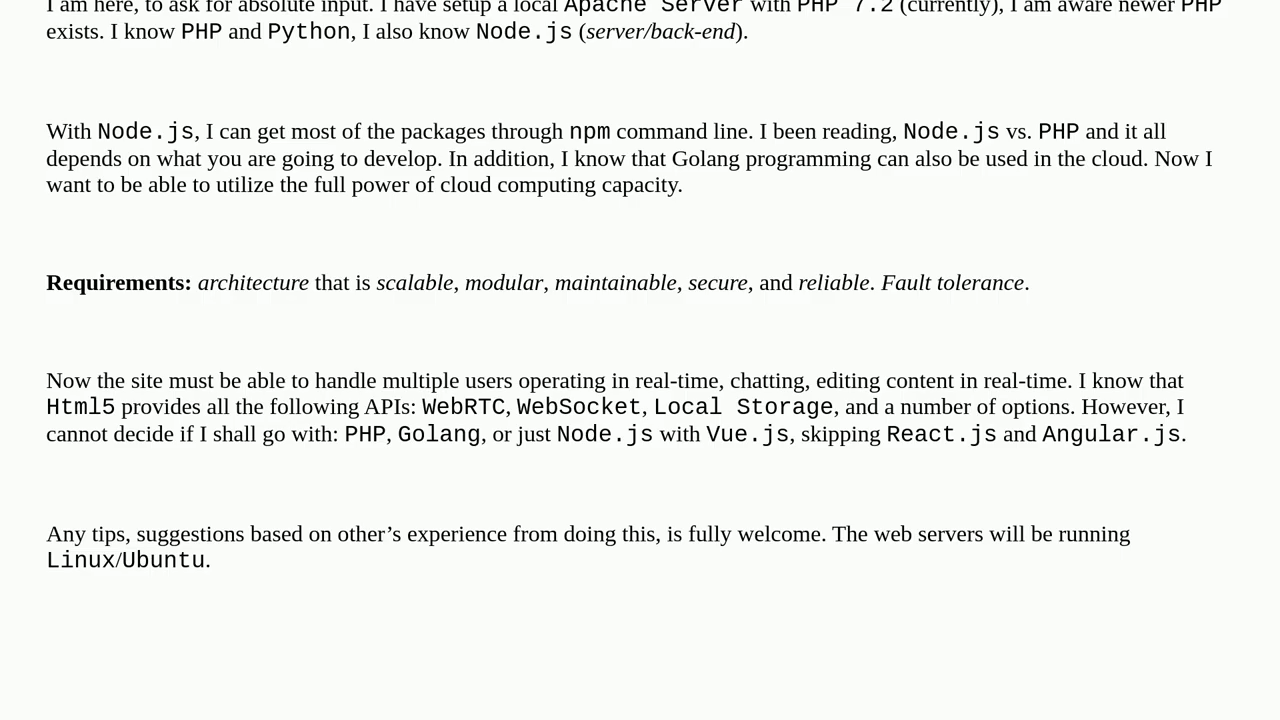 I am here, to ask for absolute input. I have setup a local Apache Server with PHP 7.2 (currently), I am aware newer PHP
exists. I know PHP and Python, I also know Node.js (server/back-end).
With Node.js, I can get most of the packages through npm command line. I been reading, Node.js vs. PHP and it all
depends on what you are going to develop. In addition, I know that Golang programming can also be used in the cloud. Now I
want to be able to utilize the full power of cloud computing capacity.
Requirements: architecture that is scalable, modular, maintainable, secure, and reliable. Fault tolerance.
Now the site must be able to handle multiple users operating in real-time, chatting, editing content in real-time. I know that
Html5 provides all the following APIs: WebRTC, WebSocket, Local Storage, and a number of options. However, I
cannot decide if I shall go with: PHP, Golang, or just Node.js with Vue.js, skipping React.js and Angular.js.
Any tips, suggestions based on other’s experience from doing this, is fully welcome. The web servers will be running
Linux/Ubuntu.